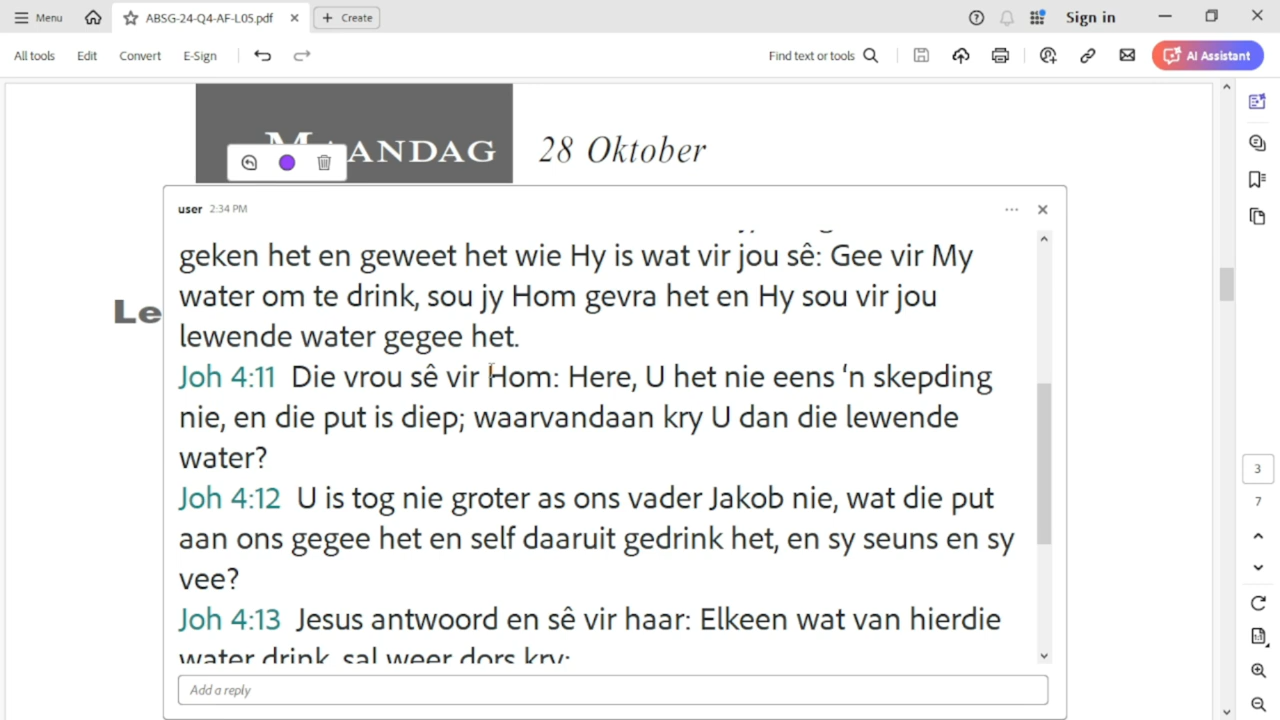 Menu
ABSG-24-Q4-AF-L05.pdf
Create
Sign in
All tools Edit Convert E-Sign
Find text or tools
AI Assistant
28 Oktober
user 2:34 PM
geken het en geweet het wie Hy is wat vir jou sê: Gee vir My
water om te drink, sou jy Hom gevra het en Hy sou vir jou
lewende water gegee het.
Joh 4:11 Die vrou sê vir Hom: Here, U het nie eens ‘n skepding
nie, en die put is diep; waarvandaan kry U dan die lewende
water?
Joh 4:12 U is tog nie groter as ons vader Jakob nie, wat die put
aan ons gegee het en self daaruit gedrink het, en sy seuns en sy
vee?
Joh 4:13 Jesus antwoord en sê vir haar: Elkeen wat van hierdie
water drink, sal weer dors kry;
Add a reply
Le
3
7